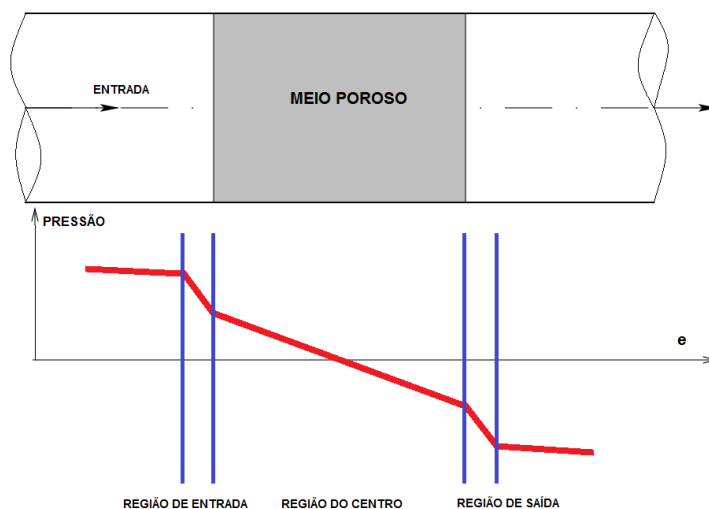 ENTRADA
MEIO POROSO
PRESSÃO
e
REGIÃO DE ENTRADA
REGIÃO DO CENTRO
REGIÃO DE SAÍDA